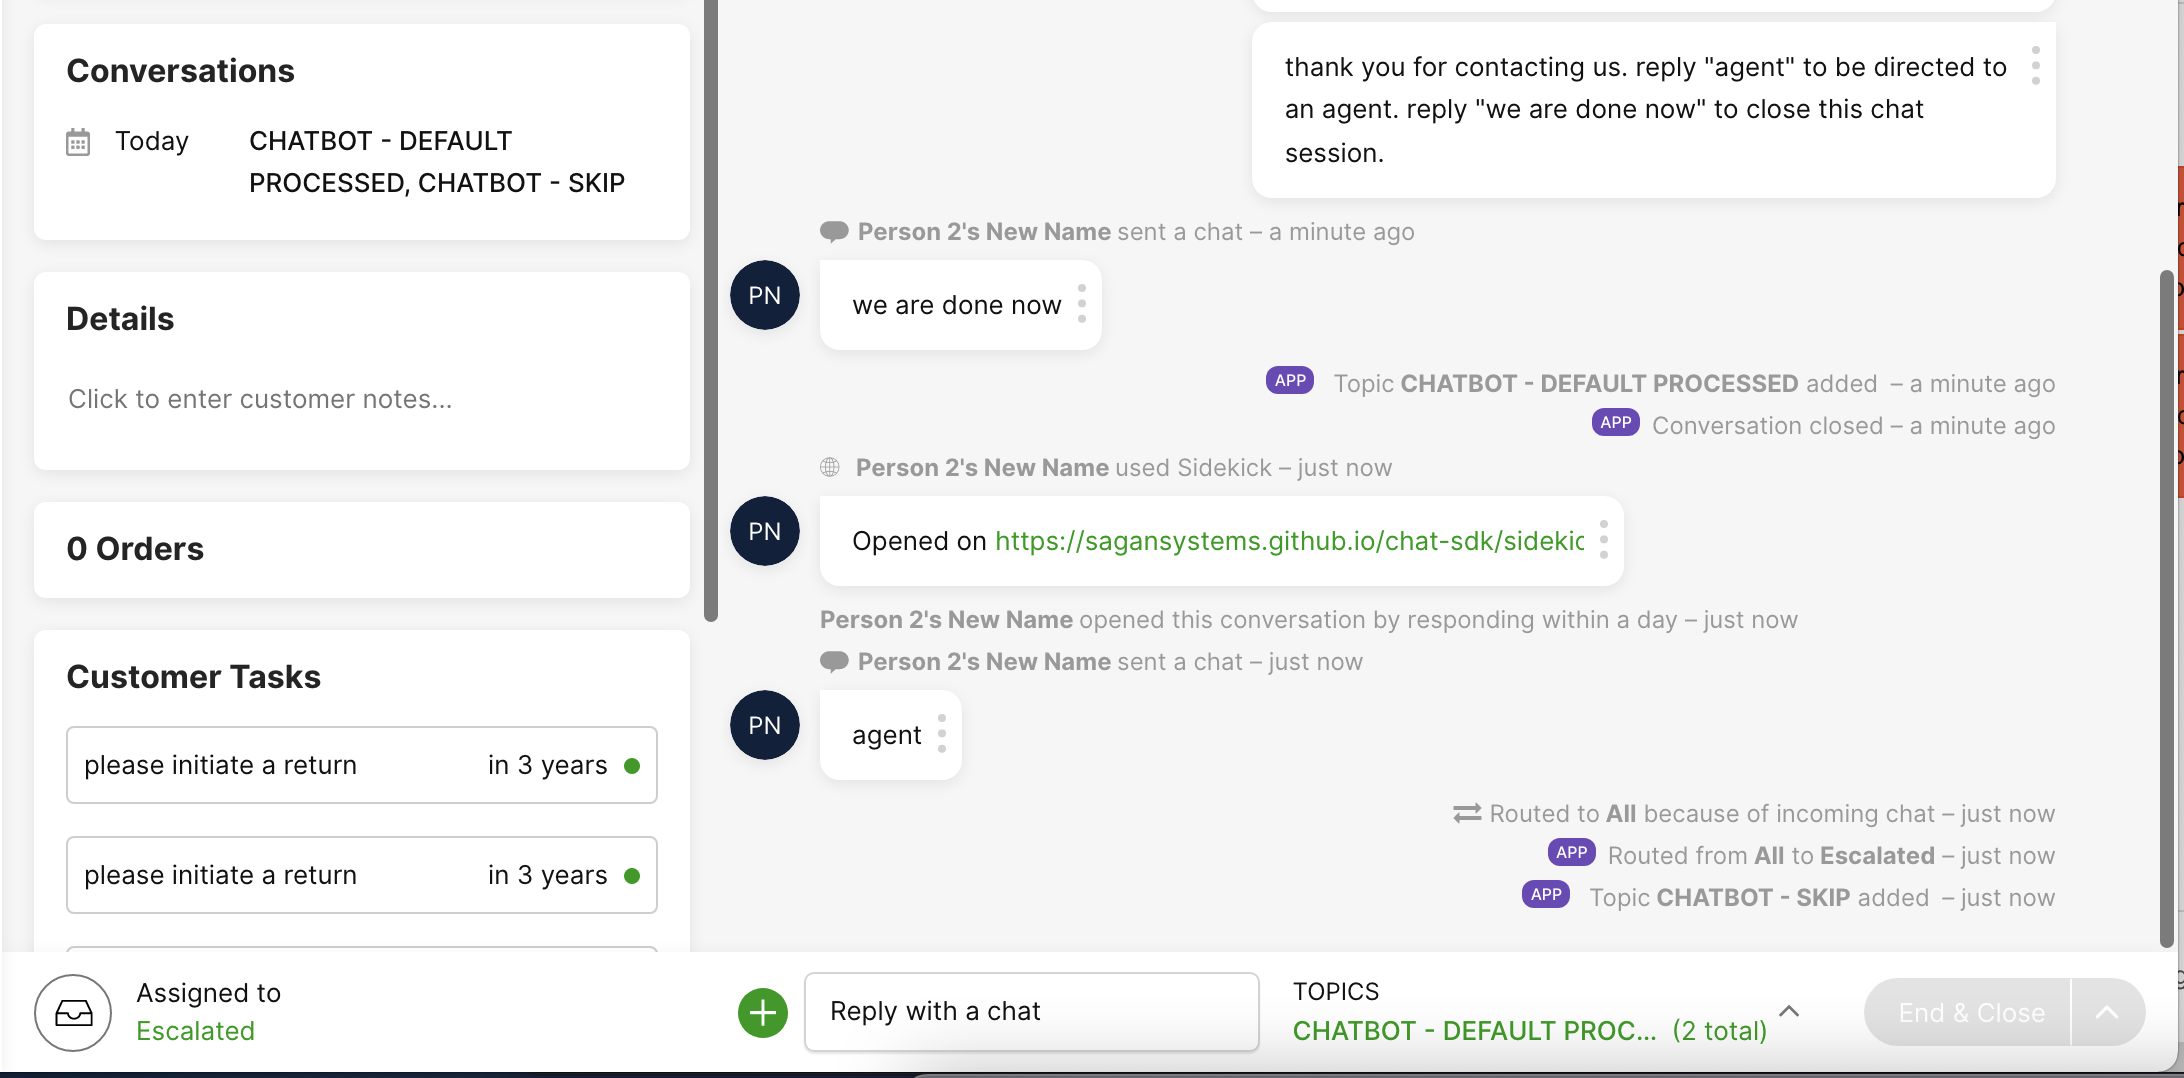 Conversations
Today
CHATBOT - DEFAULT
PROCESSED, CHATBOT - SKIP
Details
Click to enter customer notes...
0 Orders
Customer Tasks
please initiate a return in 3 years
please initiate a return in 3 years
thank you for contacting us. reply "agent" to be directed to
an agent. reply "we are done now" to close this chat
session.
Person 2's New Name sent a chat – a minute ago
PN
we are done now
APP Topic CHATBOT - DEFAULT PROCESSED added – a minute ago
APP Conversation closed – a minute ago
Person 2's New Name used Sidekick – just now
PN
Opened on https://sagansystems.github.io/chat-sdk/sidekic
Person 2's New Name opened this conversation by responding within a day – just now
Person 2's New Name sent a chat – just now
PN
agent
Routed to All because of incoming chat – just now
APP Routed from All to Escalated – just now
APP Topic CHATBOT - SKIP added – just now
Assigned to
Escalated
Reply with a chat
TOPICS
CHATBOT - DEFAULT PROC... (2 total)
End & Close